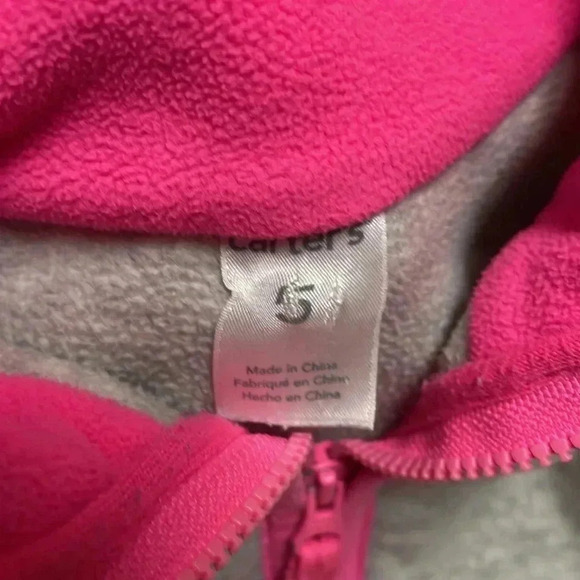 carter's
5
Made in China
Fabriqué en Chine
Hecho en China